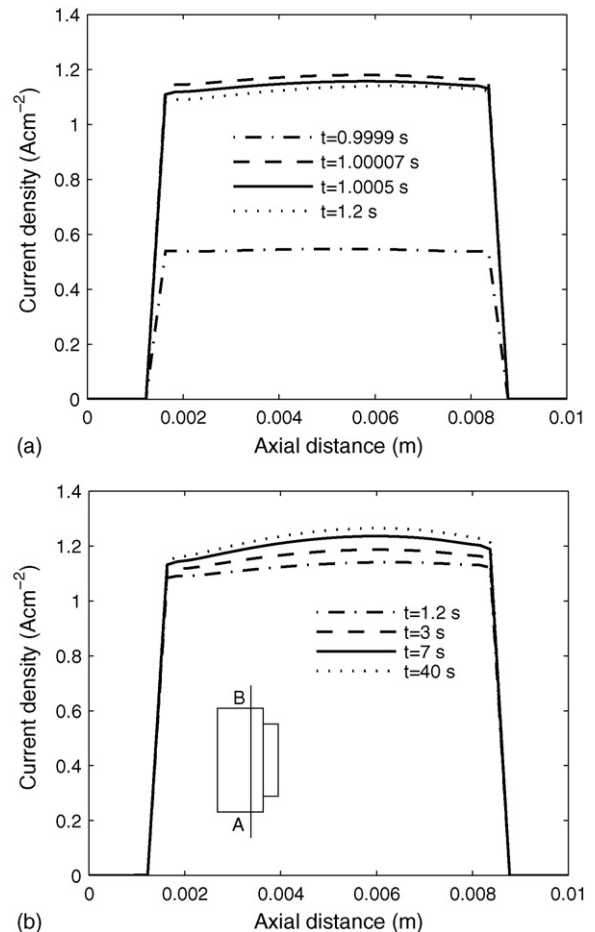 1.4
1.2
1
0.8
0.6
0.4
0.2
0
Current density (Acm−2)
t=0.9999 s
t=1.00007 s
t=1.0005 s
t=1.2 s
0 0.002 0.004 0.006 0.008 0.01
(a) Axial distance (m)
1.4
1.2
1
0.8
0.6
0.4
0.2
0
Current density (Acm−2)
t=1.2 s
t=3 s
t=7 s
t=40 s
B
A
0 0.002 0.004 0.006 0.008 0.01
(b) Axial distance (m)